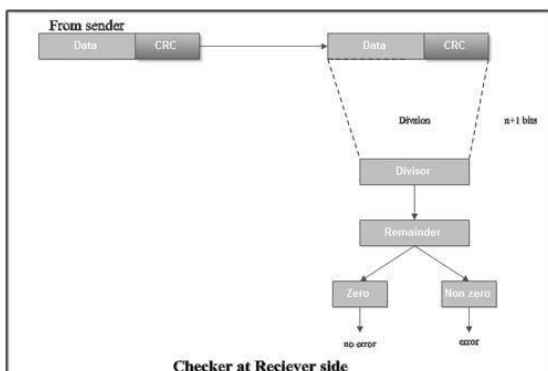 From sender
Data CRC Data CRC
Division n+1 bits
Divisor
Remainder
Zero Non zero
no error error
Checker at Reciever side